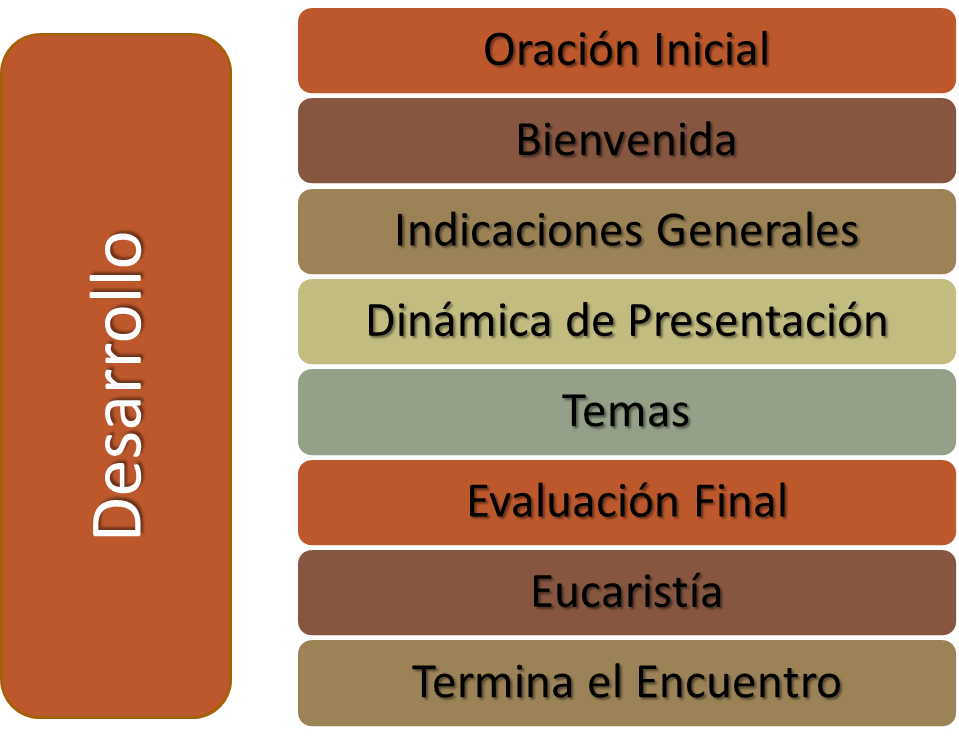 Desarrollo
Oración Inicial
Bienvenida
Indicaciones Generales
Dinámica de Presentación
Temas
Evaluación Final
Eucaristía
Termina el Encuentro